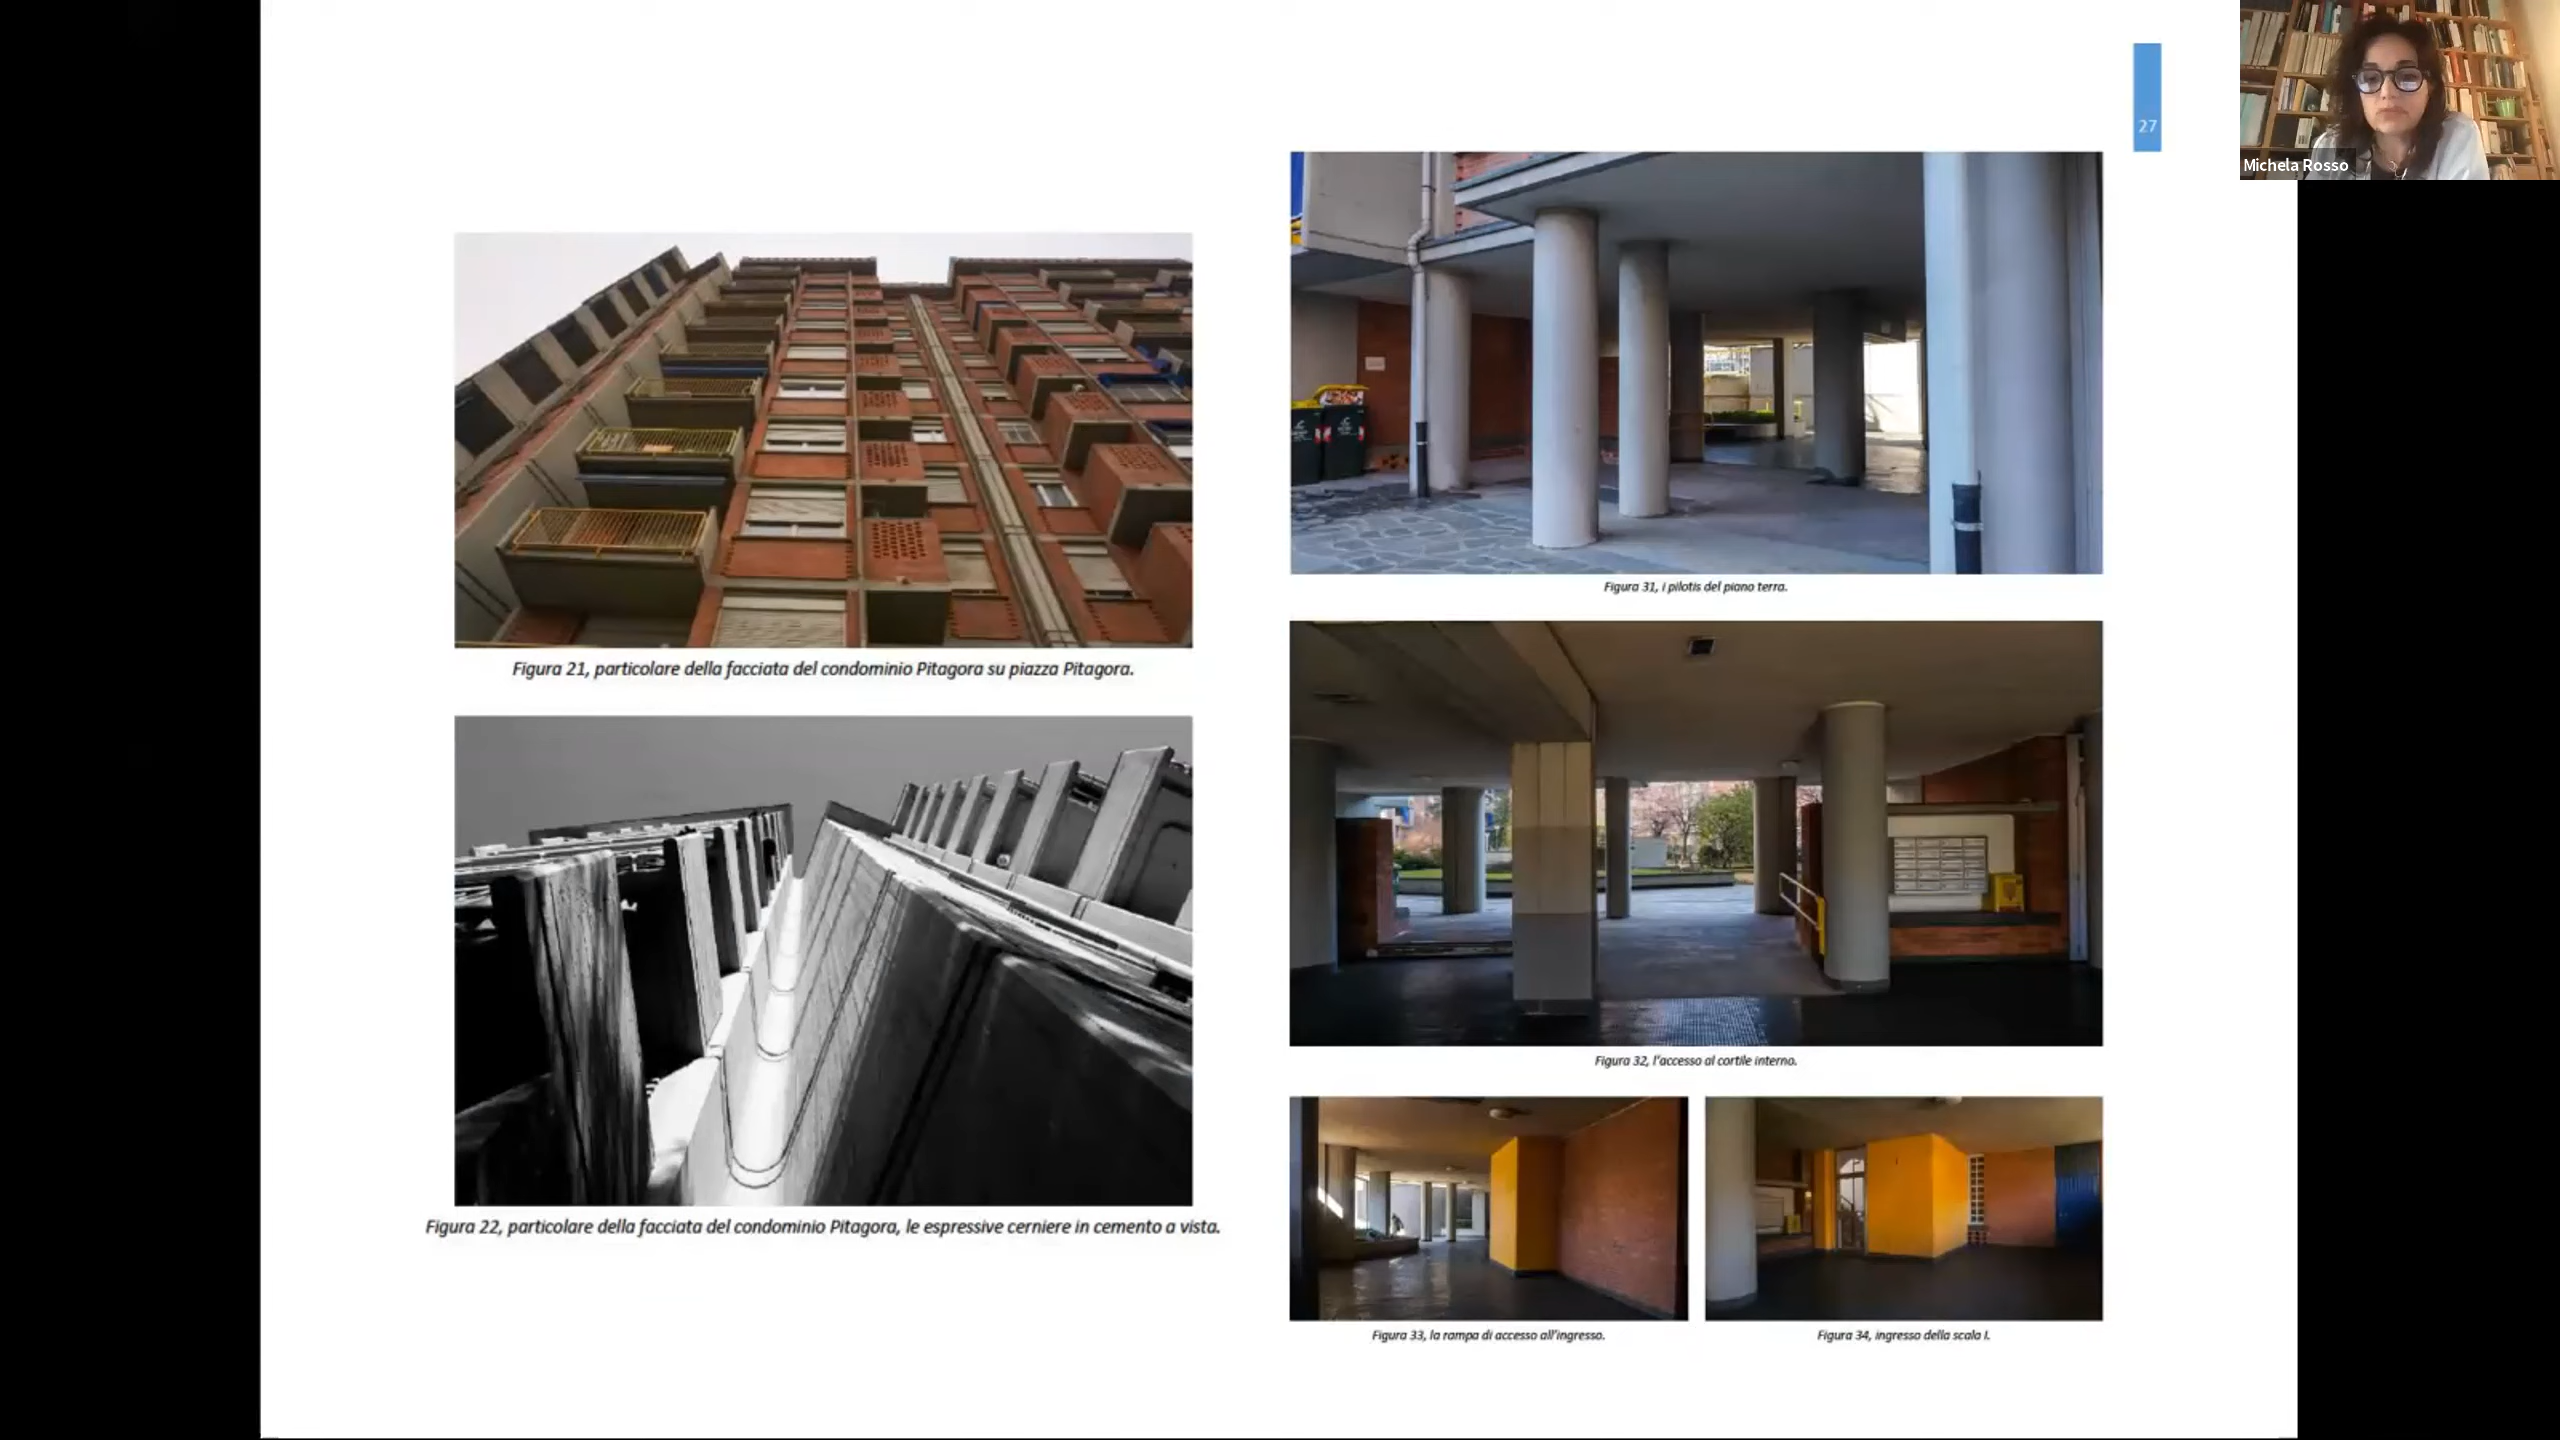 27
Michela Rosso
Figura 21, particolare della facciata del condominio Pitagora su piazza Pitagora.
Figura 22, particolare della facciata del condominio Pitagora, le espressive cerniere in cemento a vista.
Figura 31, i pilotis del piano terra.
Figura 32, l'accesso al cortile interno.
Figura 33, la rampa di accesso all'ingresso.
Figura 34, ingresso della scala I.